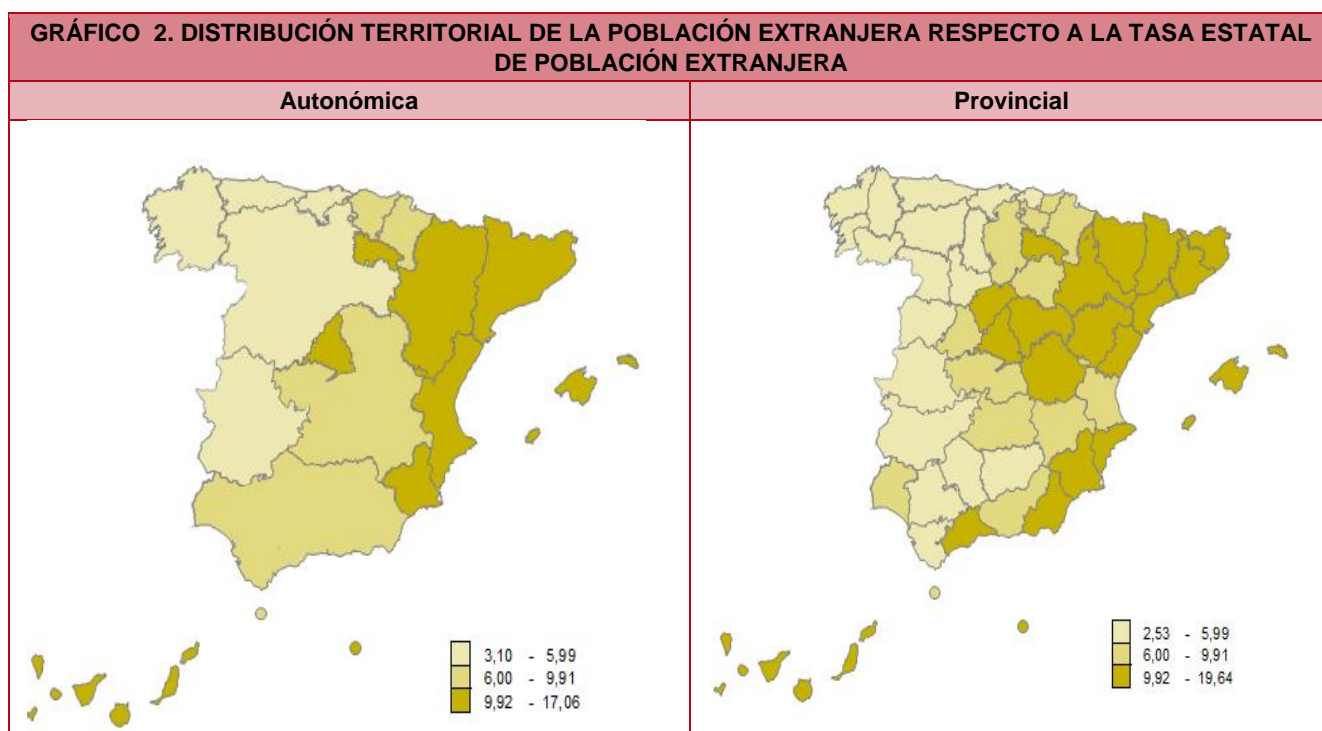 GRÁFICO 2. DISTRIBUCIÓN TERRITORIAL DE LA POBLACIÓN EXTRANJERA RESPECTO A LA TASA ESTATAL
DE POBLACIÓN EXTRANJERA
Autonómica
Provincial
3,10 - 5,99
6,00 - 9,91
9,92 - 17,06
2,53 - 5,99
6,00 - 9,91
9,92 - 19,64